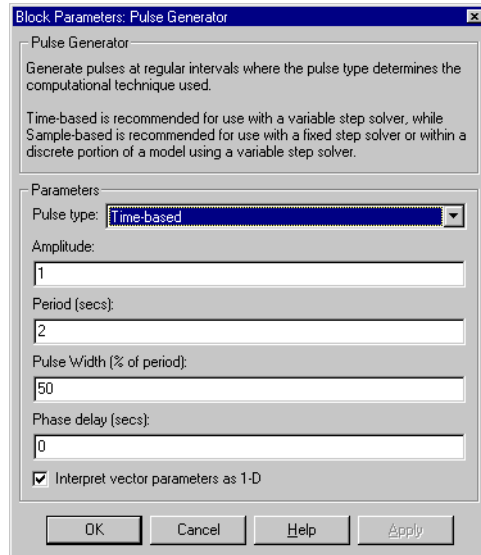 Block Parameters: Pulse Generator
Pulse Generator
Generate pulses at regular intervals where the pulse type determines the
computational technique used.
Time-based is recommended for use with a variable step solver, while
Sample-based is recommended for use with a fixed step solver or within a
discrete portion of a model using a variable step solver.
Parameters
Pulse type: Time-based
Amplitude:
1
Period (secs):
2
Pulse Width (% of period):
50
Phase delay (secs):
0
Interpret vector parameters as 1-D
OK Cancel Help Apply